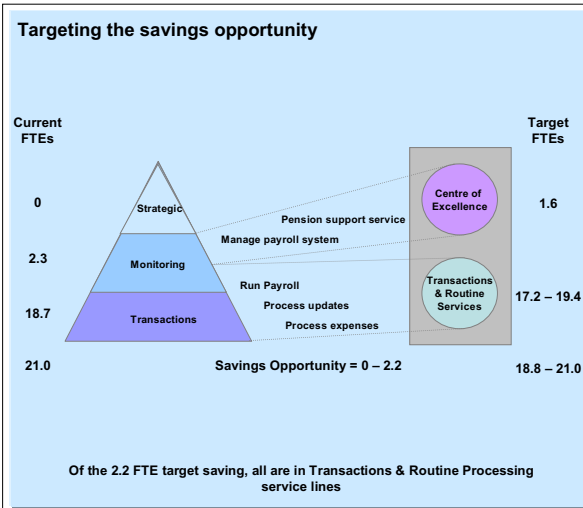 Targeting the savings opportunity
Current
FTEs
Target
FTEs
0
Strategic
Centre of
Excellence
1.6
Pension support service
Manage payroll system
2.3
Monitoring
Run Payroll
Transactions
& Routine
Services
17.2 – 19.4
Process updates
18.7
Transactions
Process expenses
21.0
Savings Opportunity = 0 – 2.2
18.8 – 21.0
Of the 2.2 FTE target saving, all are in Transactions & Routine Processing
service lines